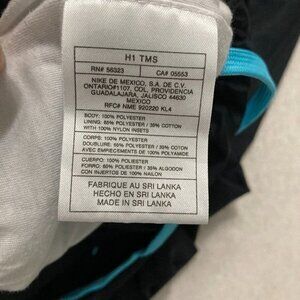 H1 TMS
RN# 56323 CA# 05553
NIKE DE MEXICO, S.A. DE C.V.
ONTARIO#1107, COL, PROVIDENCIA
GUADALAJARA, JALISCO 44630
MEXICO
RFC# NME 920220 KL4
BODY: 100% POLYESTER
LINING: 65% POLYESTER / 35% COTTON
WITH 100% NYLON INSETS
CORPS: 100% POLYESTER
DOUBLURE: 65% POLYESTER / 35% COTON
AVEC EMPIÈCEMENTS DE 100% POLYAMIDE
CUERPO: 100% POLIESTER
FORRO: 65% POLIESTER / 35% ALGODON
CON INSERTOS DE 100% NAILON
FABRIQUE AU SRI LANKA
HECHO EN SRI LANKA
MADE IN SRI LANKA